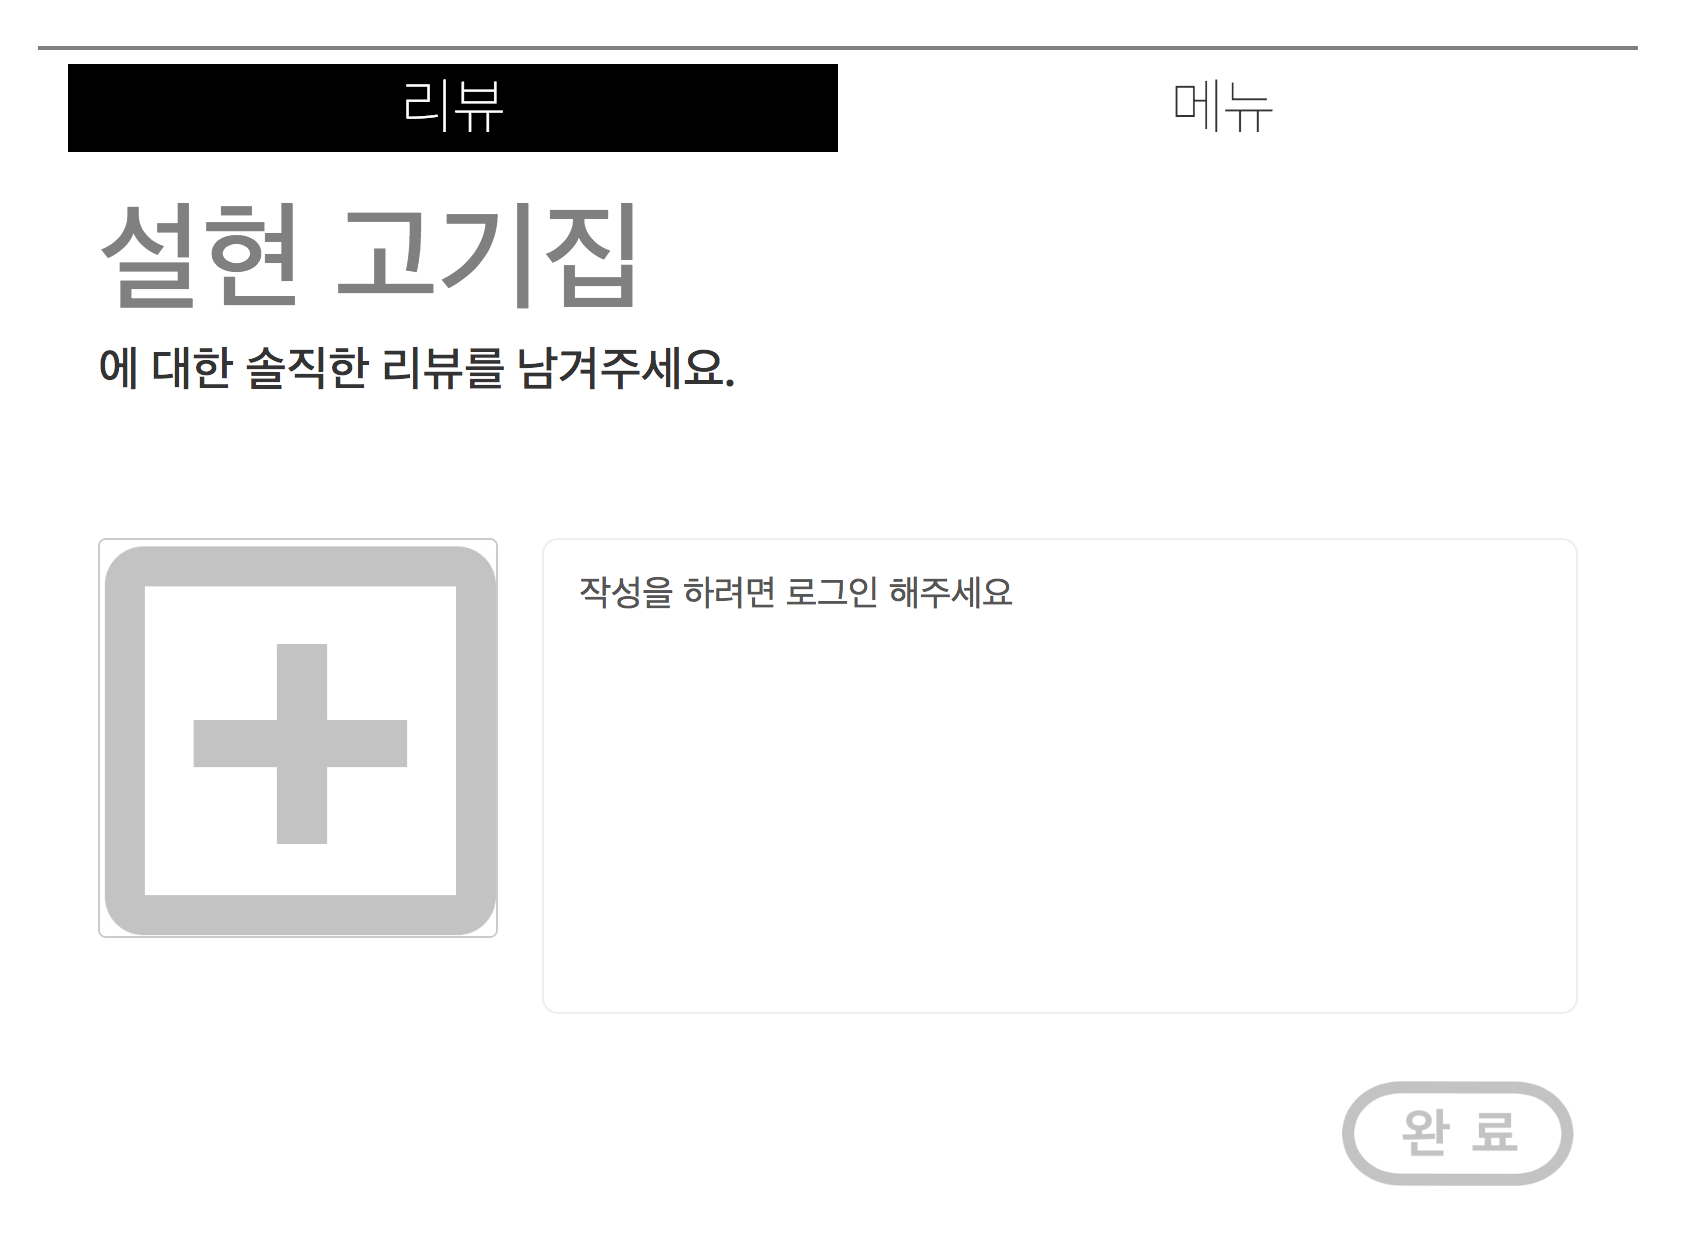 리뷰 메뉴
설현 고기집
에 대한 솔직한 리뷰를 남겨주세요.
작성을 하려면 로그인 해주세요
완 료